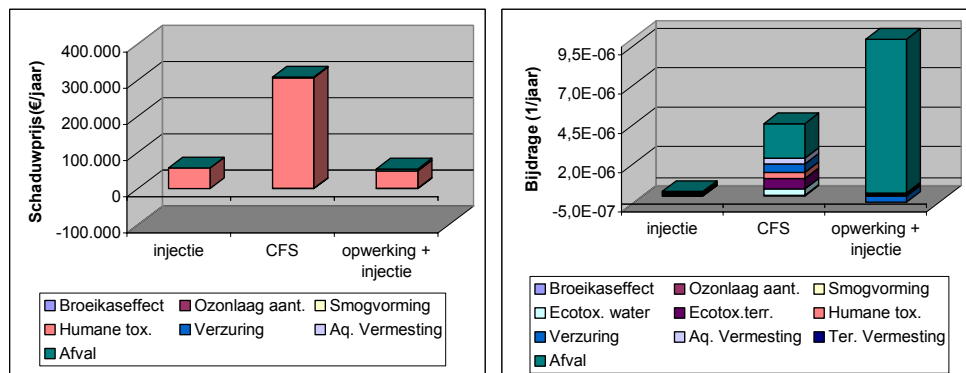 400.000
300.000
200.000
100.000
0
-100.000
Schaduwprijs(€/jaar)
injectie
CFS
opwerking +
injectie
Broeikaseffect
Ozonlaag aant.
Smogvorming
Humane tox.
Verzuring
Aq. Vermesting
Afval
9,5E-06
7,0E-06
4,5E-06
2,0E-06
-5,0E-07
Bijdrage (1/jaar)
injectie
CFS
opwerking +
injectie
Broeikaseffect
Ozonlaag aant.
Smogvorming
Ecotox. water
Ecotox.terr.
Humane tox.
Verzuring
Aq. Vermesting
Ter. Vermesting
Afval